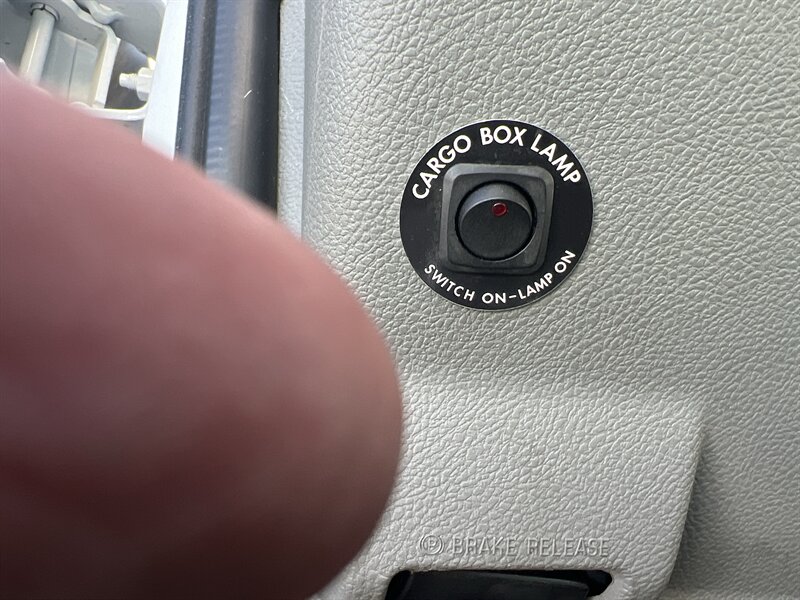 CARGO BOX LAMP
SWITCH ON-LAMP ON
Ⓟ BRAKE RELEASE